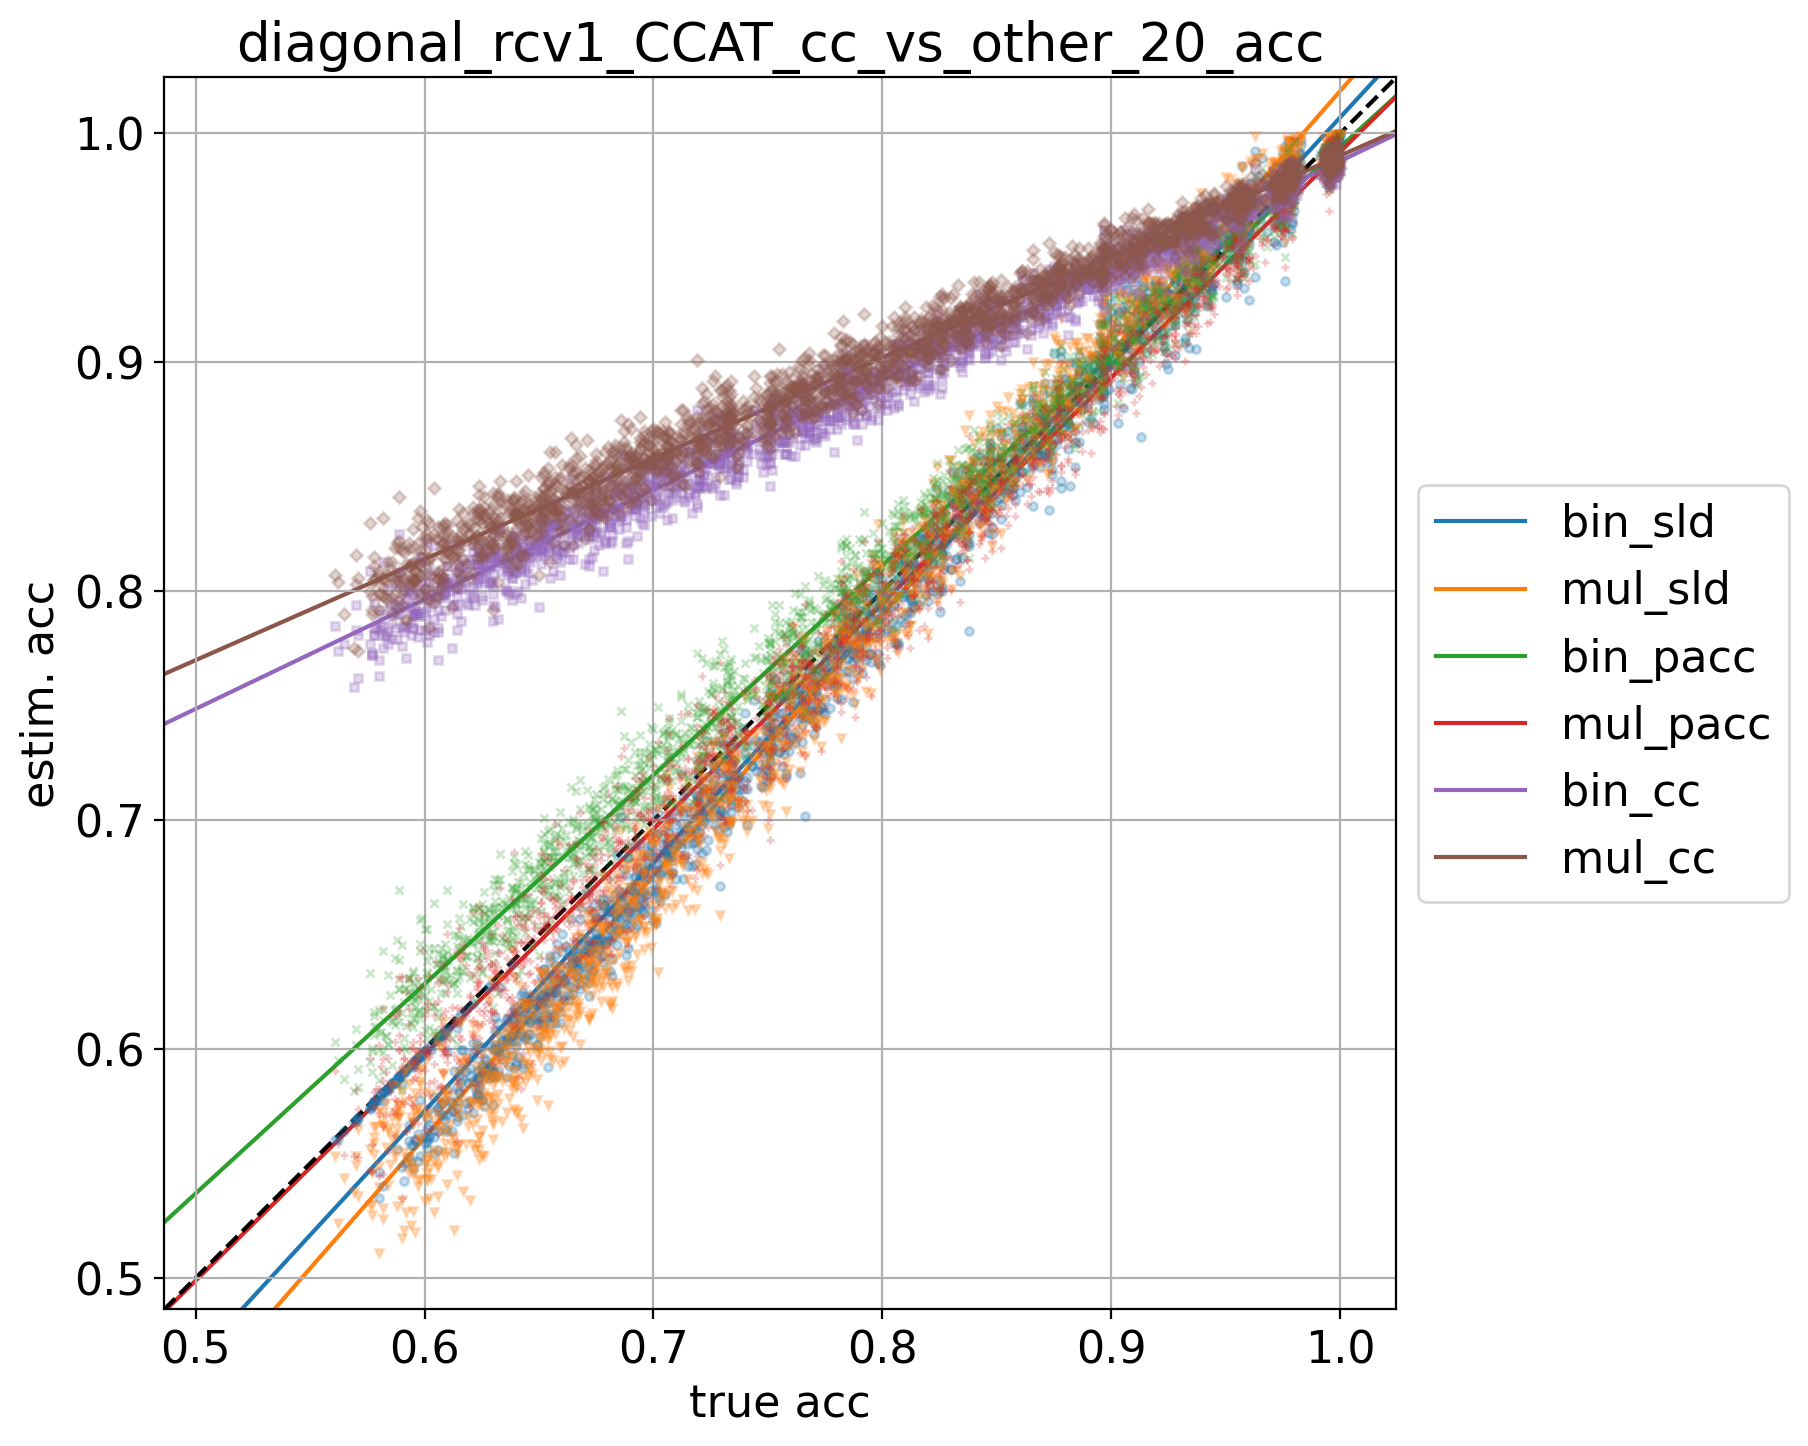 diagonal_rcv1_CCAT_cc_vs_other_20_acc
1.0
0.9
0.8
0.7
0.6
0.5
estim. acc
0.5 0.6 0.7 0.8 0.9 1.0
true acc
bin_sld
mul_sld
bin_pacc
mul_pacc
bin_cc
mul_cc